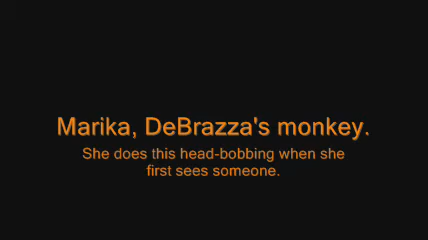 Marika, DeBrazza's monkey.
She does this head-bobbing when she
first sees someone.